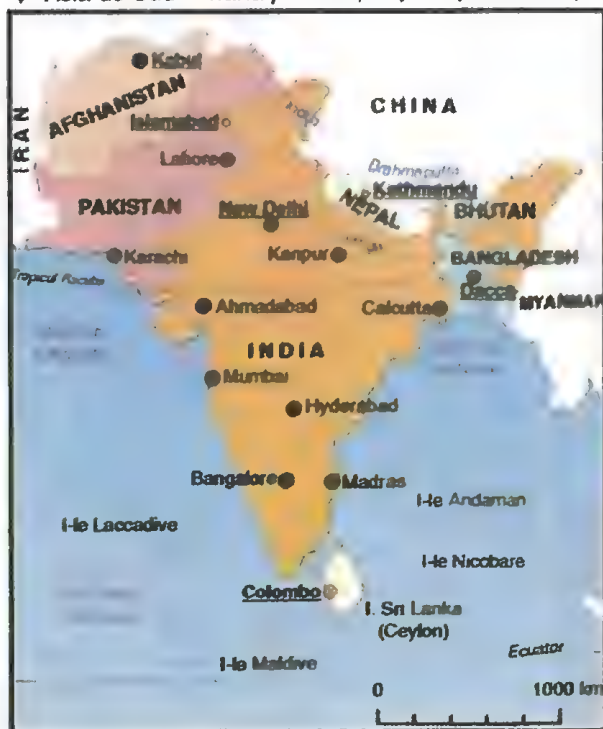 Kabul
AFGHANISTAN
IRAN
CHINA
Islamabad
Lahore
Kathmandu
NEPAL
BHUTAN
PAKISTAN
New Delhi
Karachi
Kanpur
BANGLADESH
Dacca
MYANMAR
Ahmadabad
Calcutta
INDIA
Mumbai
Hyderabad
Bangalore
Madras
I-le Andaman
I-le Laccadive
I-le Nicobare
Colombo
I. Sri Lanka
(Ceylon)
I-le Maldive
Ecuator
0 1000 km